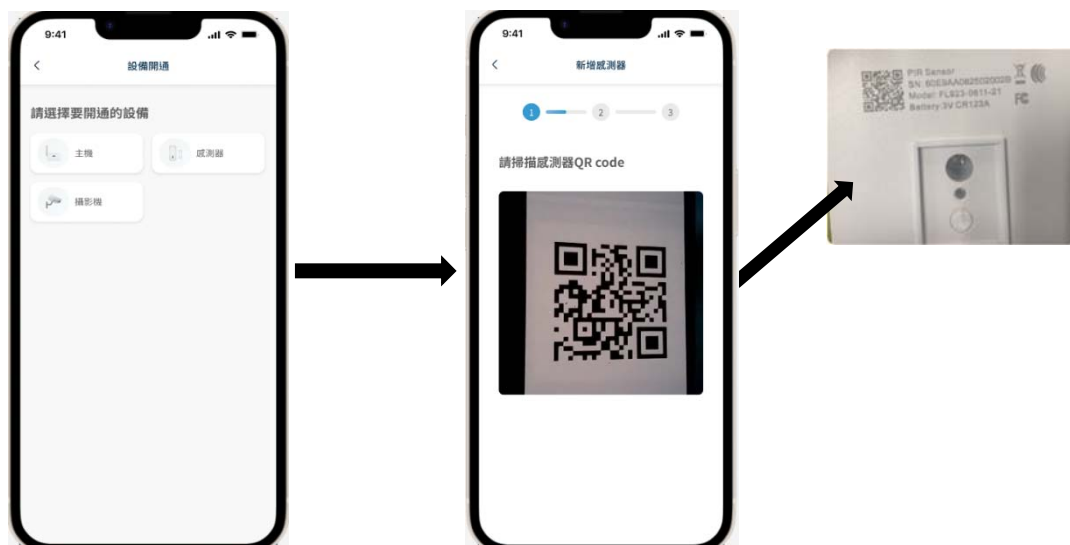 9:41
設備開通
請選擇要開通的設備
主機
感測器
攝影機
9:41
新增感測器
1
2
3
請掃描感測器QR code
PIR Sensor
Model: FL823-0611-21
Battery:3V CR123A
FC